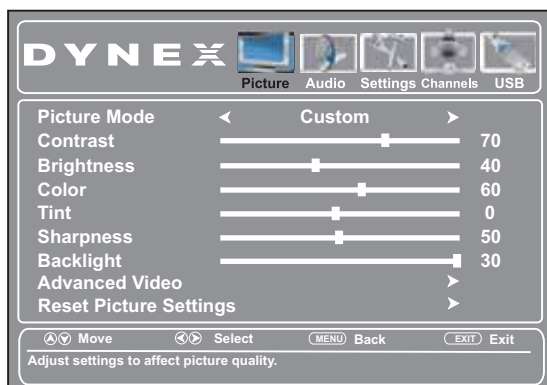 DYNEX
Picture Audio Settings Channels USB
Picture Mode Custom
Contrast 70
Brightness 40
Color 60
Tint 0
Sharpness 50
Backlight 30
Advanced Video
Reset Picture Settings
Move Select MENU Back EXIT Exit
Adjust settings to affect picture quality.